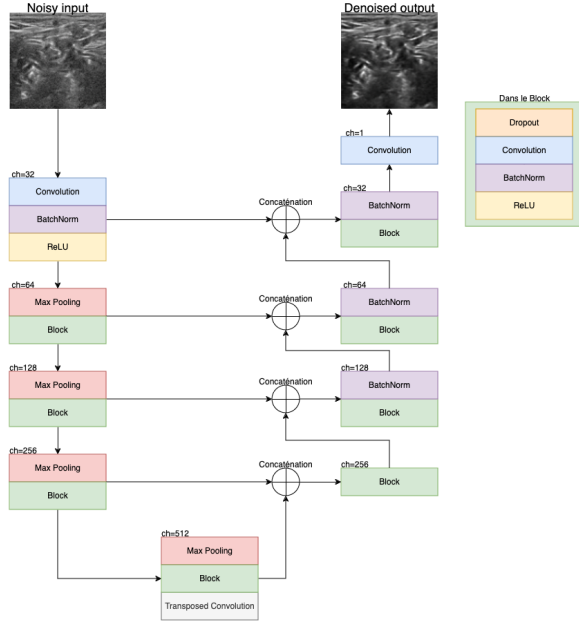 Noisy input
Denoised output
Dans le Block
Dropout
Convolution
BatchNorm
ReLU
ch=1
Convolution
ch=32
Convolution
BatchNorm
ReLU
Concaténation
ch=32
BatchNorm
Block
ch=64
Max Pooling
Block
Concaténation
ch=64
BatchNorm
Block
ch=128
Max Pooling
Block
Concaténation
ch=128
BatchNorm
Block
ch=256
Max Pooling
Block
Concaténation
ch=256
Block
ch=512
Max Pooling
Block
Transposed Convolution